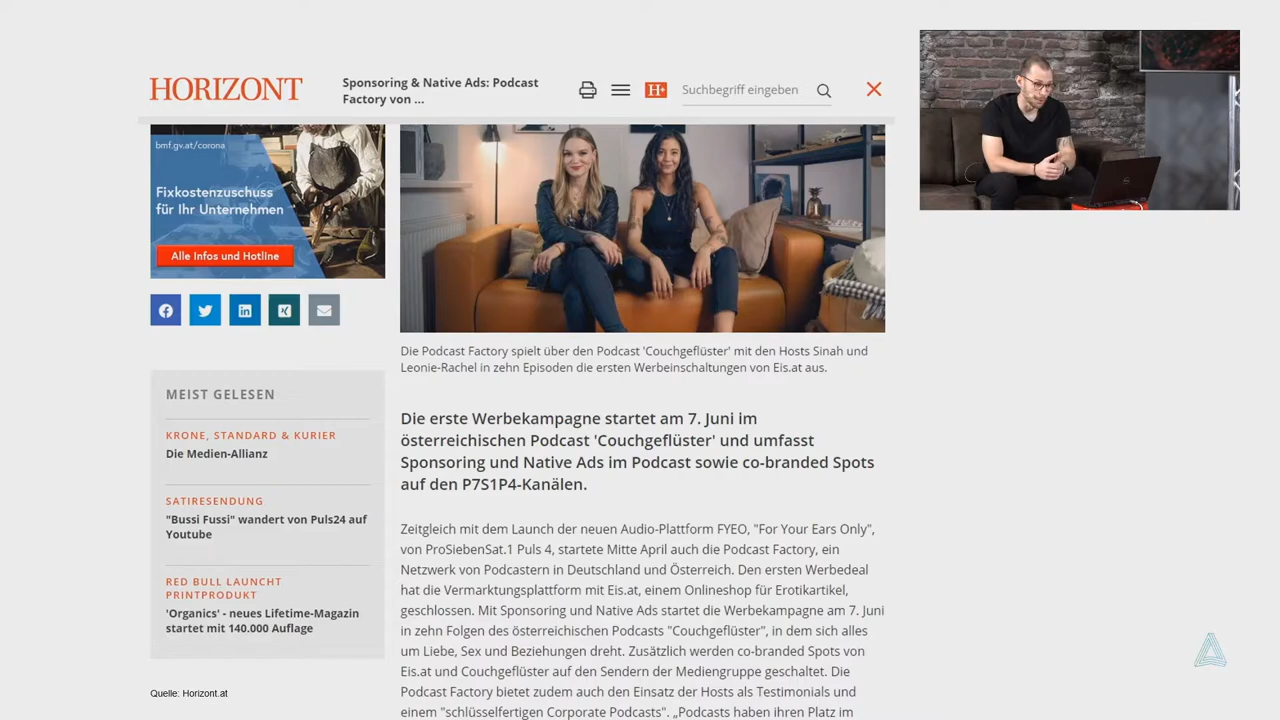 HORIZONT
Sponsoring & Native Ads: Podcast
Factory von ...
H+
Suchbegriff eingeben
bmf.gv.at/corona
Fixkostenzuschuss
für Ihr Unternehmen
Alle Infos und Hotline
Die Podcast Factory spielt über den Podcast 'Couchgeflüster' mit den Hosts Sinah und
Leonie-Rachel in zehn Episoden die ersten Werbeinschaltungen von Eis.at aus.
MEIST GELESEN
KRONE, STANDARD & KURIER
Die Medien-Allianz
SATIRESENDUNG
"Bussi Fussi" wandert von Puls24 auf
Youtube
RED BULL LAUNCHT
PRINTPRODUKT
'Organics' - neues Lifetime-Magazin
startet mit 140.000 Auflage
Die erste Werbekampagne startet am 7. Juni im
österreichischen Podcast 'Couchgeflüster' und umfasst
Sponsoring und Native Ads im Podcast sowie co-branded Spots
auf den P7S1P4-Kanälen.
Zeitgleich mit dem Launch der neuen Audio-Plattform FYEO, "For Your Ears Only",
von ProSiebenSat.1 Puls 4, startete Mitte April auch die Podcast Factory, ein
Netzwerk von Podcastern in Deutschland und Österreich. Den ersten Werbedeal
hat die Vermarktungsplattform mit Eis.at, einem Onlineshop für Erotikartikel,
geschlossen. Mit Sponsoring und Native Ads startet die Werbekampagne am 7. Juni
in zehn Folgen des österreichischen Podcasts "Couchgeflüster", in dem sich alles
um Liebe, Sex und Beziehungen dreht. Zusätzlich werden co-branded Spots von
Eis.at und Couchgeflüster auf den Sendern der Mediengruppe geschaltet. Die
Podcast Factory bietet zudem auch den Einsatz der Hosts als Testimonials und
einem "schlüsselfertigen Corporate Podcasts". „Podcasts haben ihren Platz im
Quelle: Horizont.at